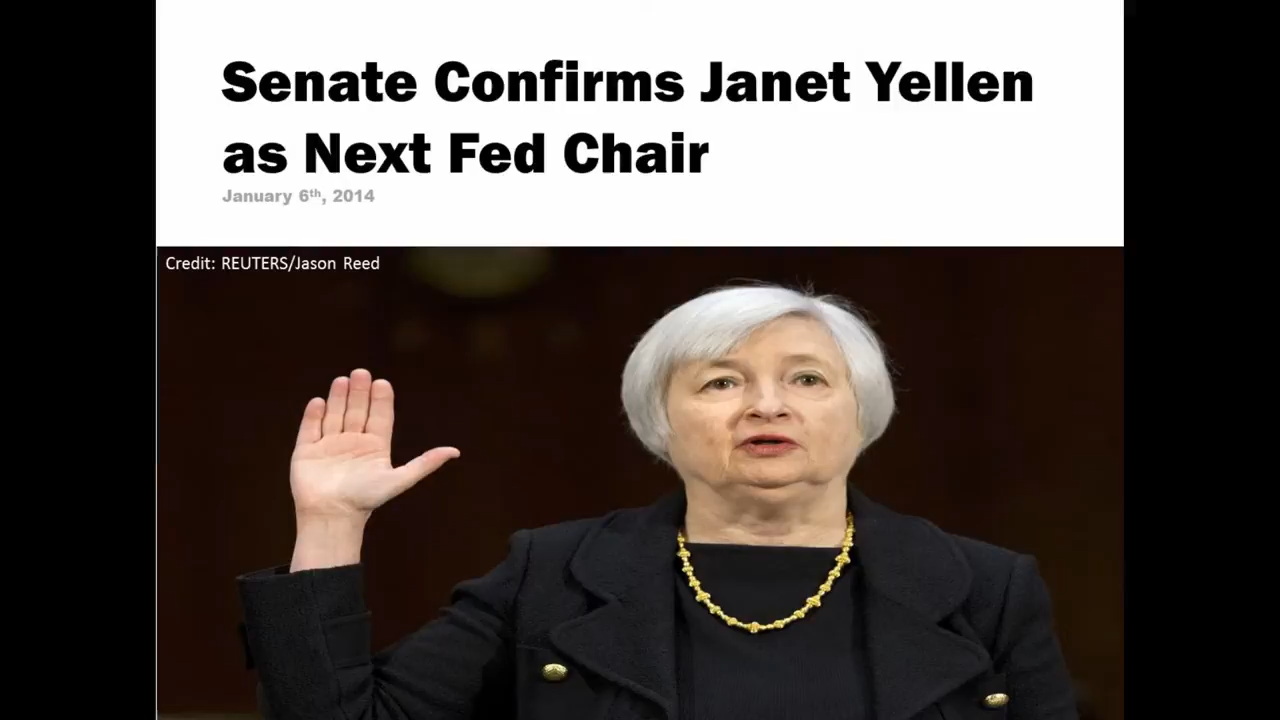 Senate Confirms Janet Yellen
as Next Fed Chair
January 6th, 2014
Credit: REUTERS/Jason Reed